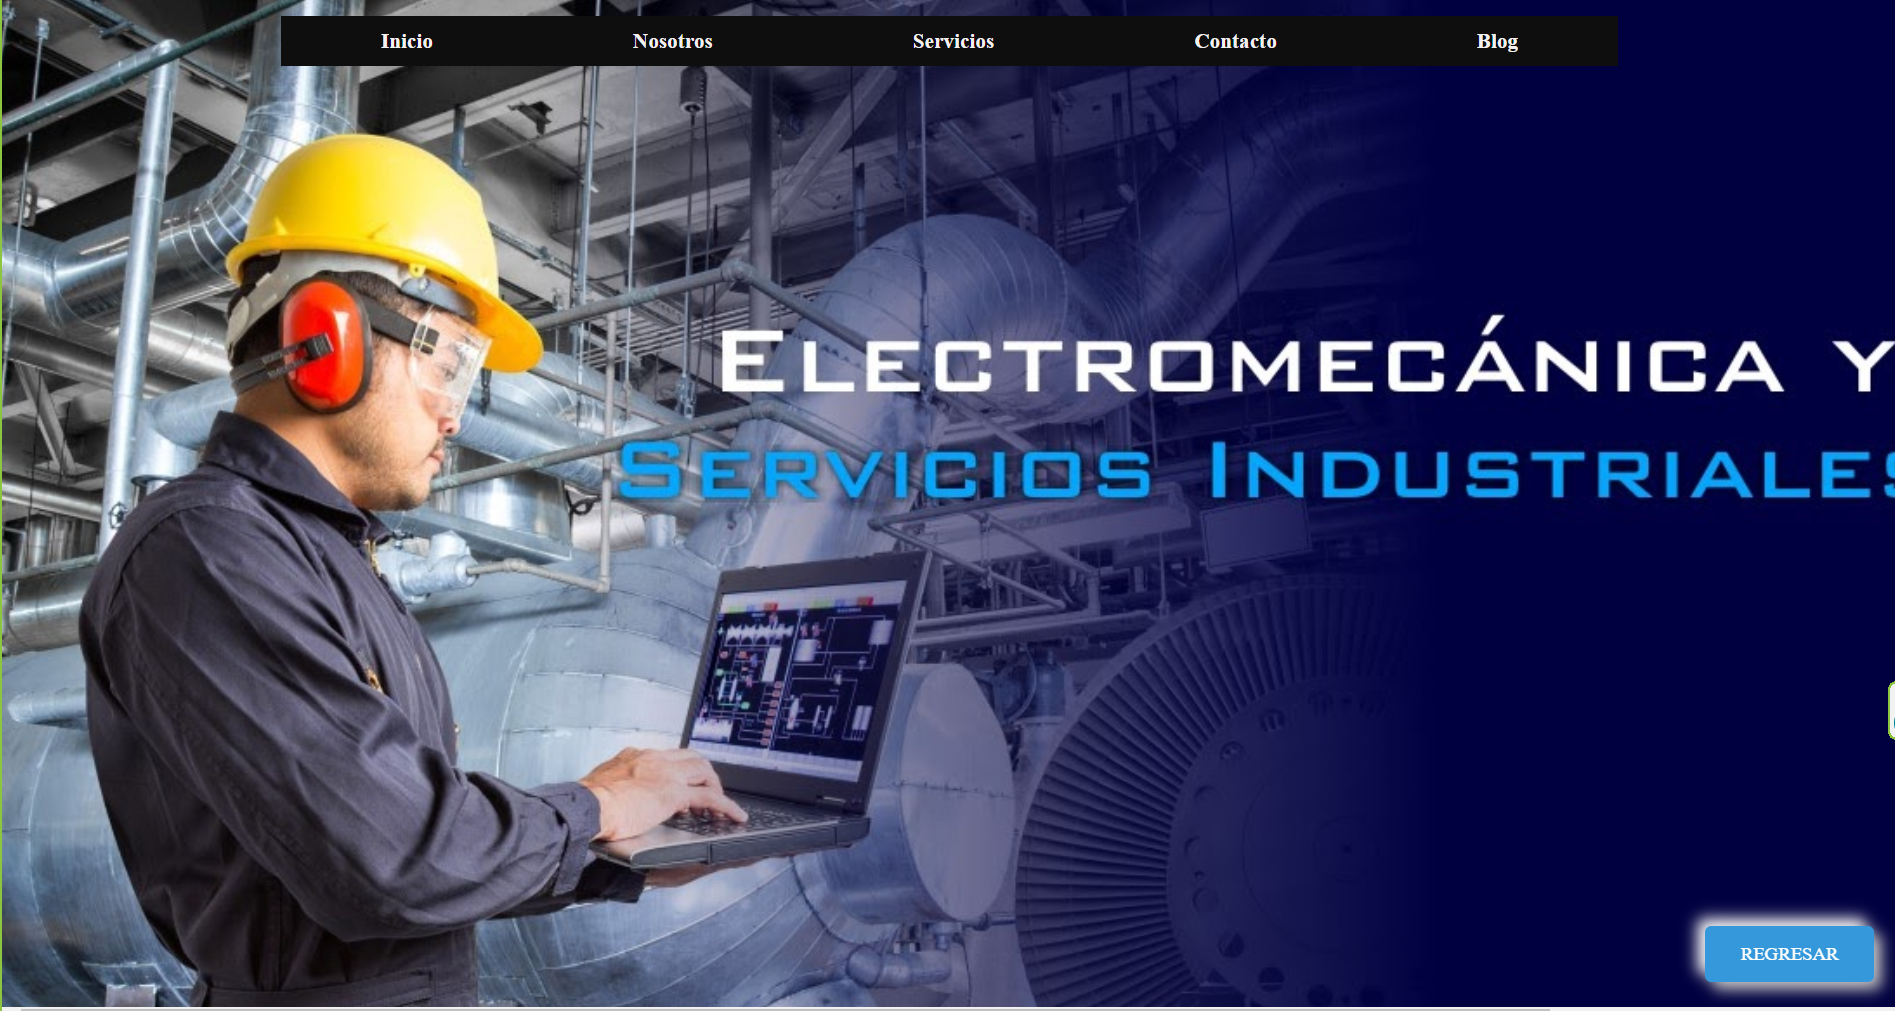 Inicio Nosotros Servicios Contacto Blog
ELECTROMECÁNICA Y
SERVICIOS INDUSTRIALES
REGRESAR